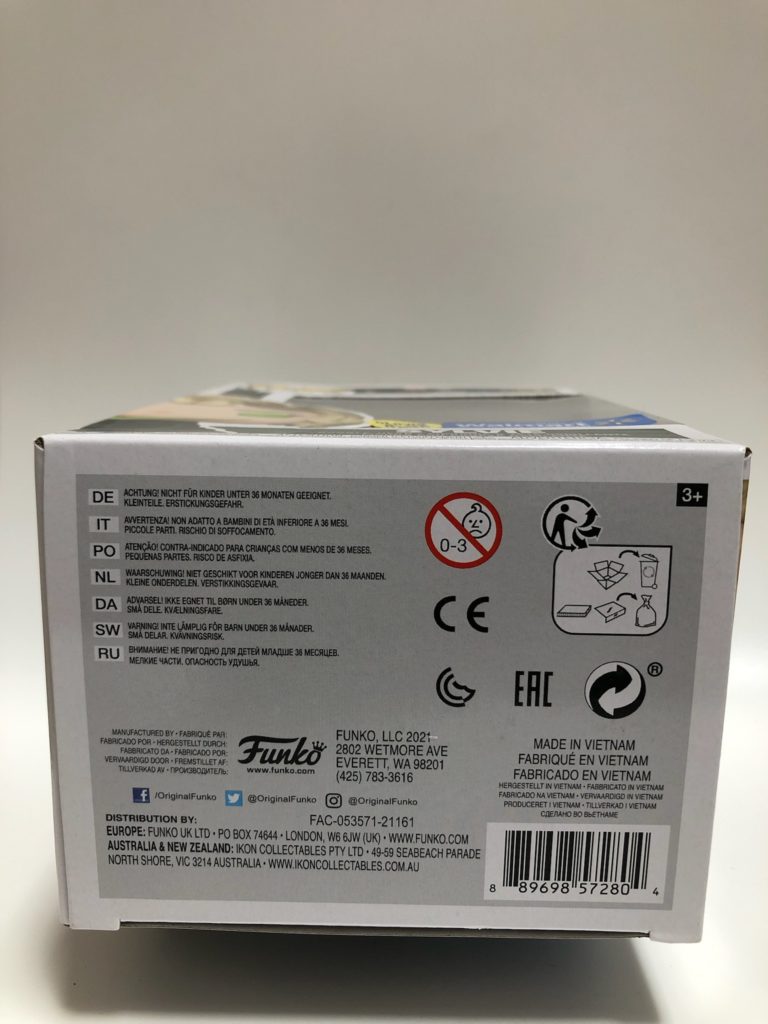 3+
DE ACHTUNG! NICHT FÜR KINDER UNTER 36 MONATEN GEEIGNET.
KLEINTEILE. ERSTICKUNGSGEFAHR.
IT AVVERTENZA! NON ADATTO A BAMBINI DI ETÀ INFERIORE A 36 MESI.
PICCOLE PARTI. RISCHIO DI SOFFOCAMENTO.
PO ATENÇÃO! CONTRA-INDICADO PARA CRIANÇAS COM MENOS DE 36 MESES.
PEQUENAS PARTES. RISCO DE ASFIXIA.
NL WAARSCHUWING! NIET GESCHIKT VOOR KINDEREN JONGER DAN 36 MAANDEN.
KLEINE ONDERDELEN. VERSTIKKINGSGEVAAR.
DA ADVARSEL! IKKE EGNET TIL BØRN UNDER 36 MÅNEDER.
SMÅ DELE. KVÆLNINGSFARE.
SW VARNING! INTE LÄMPLIG FÖR BARN UNDER 36 MÅNADER.
SMÅ DELAR. KVÄVNINGSRISK.
RU ВНИМАНИЕ! НЕ ПРИГОДНО ДЛЯ ДЕТЕЙ МЛАДШЕ 36 МЕСЯЦЕВ.
МЕЛКИЕ ЧАСТИ. ОПАСНОСТЬ УДУШЬЯ.
0-3
CE
EAC
®
MANUFACTURED BY • FABRIQUÉ PAR:
FABRICADO POR • HERGESTELLT DURCH:
FABBRICATO DA • FABRICADO POR:
VERVAARDIGD DOOR • FREMSTILLET AF:
TILLVERKAD AV • ПРОИЗВОДИТЕЛЬ:
Funko
www.funko.com
FUNKO, LLC 2021
2802 WETMORE AVE
EVERETT, WA 98201
(425) 783-3616
/OriginalFunko @OriginalFunko @OriginalFunko
DISTRIBUTION BY: FAC-053571-21161
EUROPE: FUNKO UK LTD • PO BOX 74644 • LONDON, W6 6JW (UK) • WWW.FUNKO.COM
AUSTRALIA & NEW ZEALAND: IKON COLLECTABLES PTY LTD • 49-59 SEABEACH PARADE
NORTH SHORE, VIC 3214 AUSTRALIA • WWW.IKONCOLLECTABLES.COM.AU
MADE IN VIETNAM
FABRIQUÉ EN VIETNAM
FABRICADO EN VIETNAM
HERGESTELLT IN VIETNAM • FABBRICATO IN VIETNAM
FABRICADO NA VIETNAM • VERVAARDIGD IN VIETNAM
PRODUCERET I VIETNAM • TILLVERKAD I VIETNAM
СДЕЛАНО ВО ВЬЕТНАМЕ
8 89698 57280 4